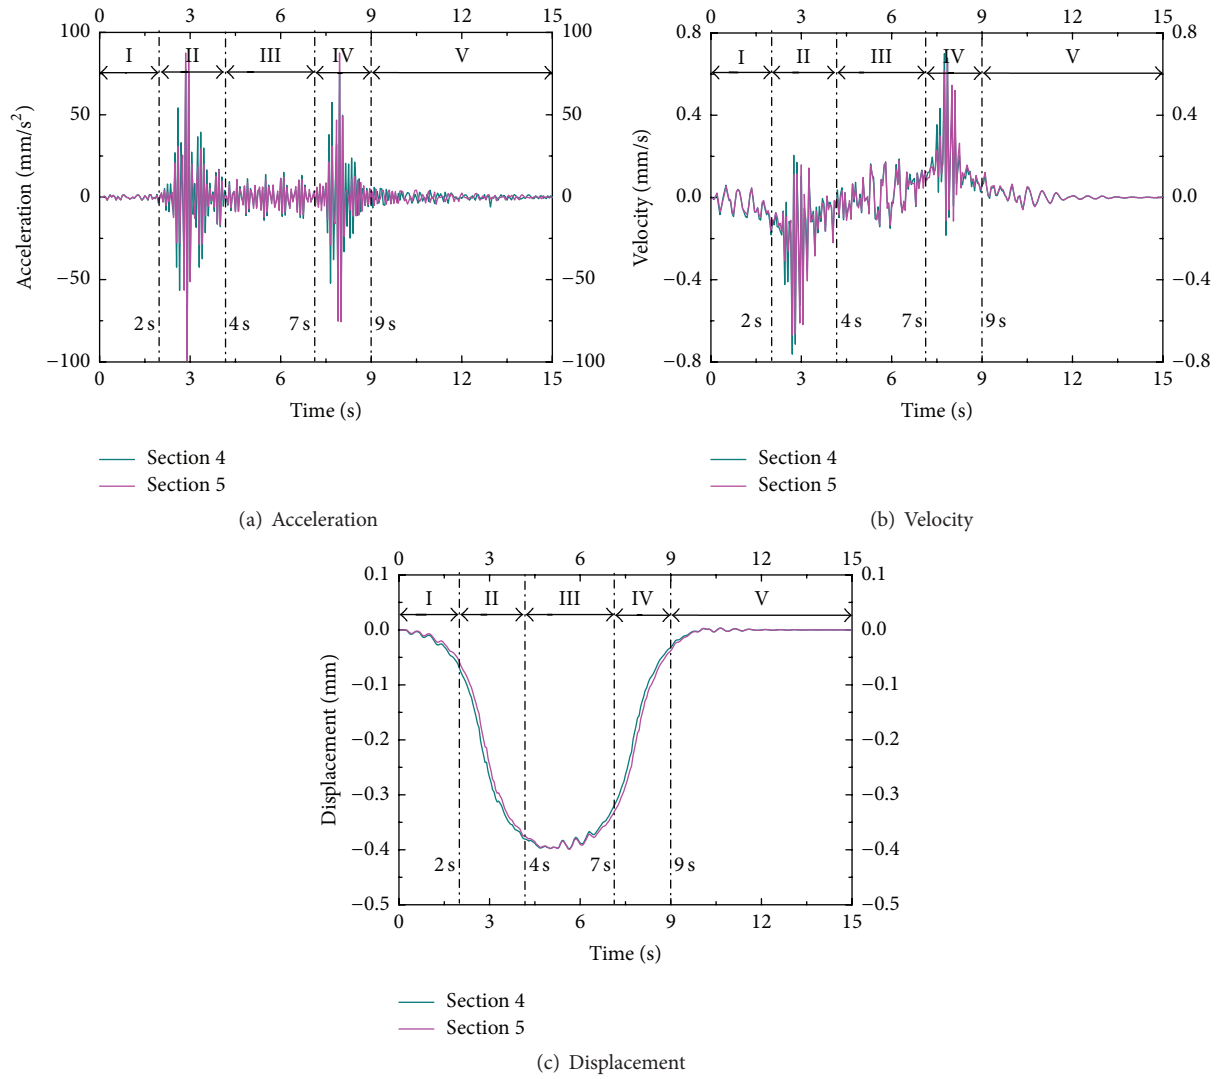 0 3 6 9 12 15
100 100
I II III IV V
50 50
0 0
−50 −50
2 s 4 s 7 s 9 s
−100 −100
0 3 6 9 12 15
Acceleration (mm/s²)
Time (s)
Section 4
Section 5
(a) Acceleration
0 3 6 9 12 15
0.8 0.8
I II III IV V
0.4 0.4
0.0 0.0
−0.4 −0.4
2 s 4 s 7 s 9 s
−0.8 −0.8
0 3 6 9 12 15
Velocity (mm/s)
Time (s)
Section 4
Section 5
(b) Velocity
0 3 6 9 12 15
0.1 0.1
I II III IV V
0.0 0.0
−0.1 −0.1
−0.2 −0.2
−0.3 −0.3
−0.4 −0.4
2 s 4 s 7 s 9 s
−0.5 −0.5
0 3 6 9 12 15
Displacement (mm)
Time (s)
Section 4
Section 5
(c) Displacement